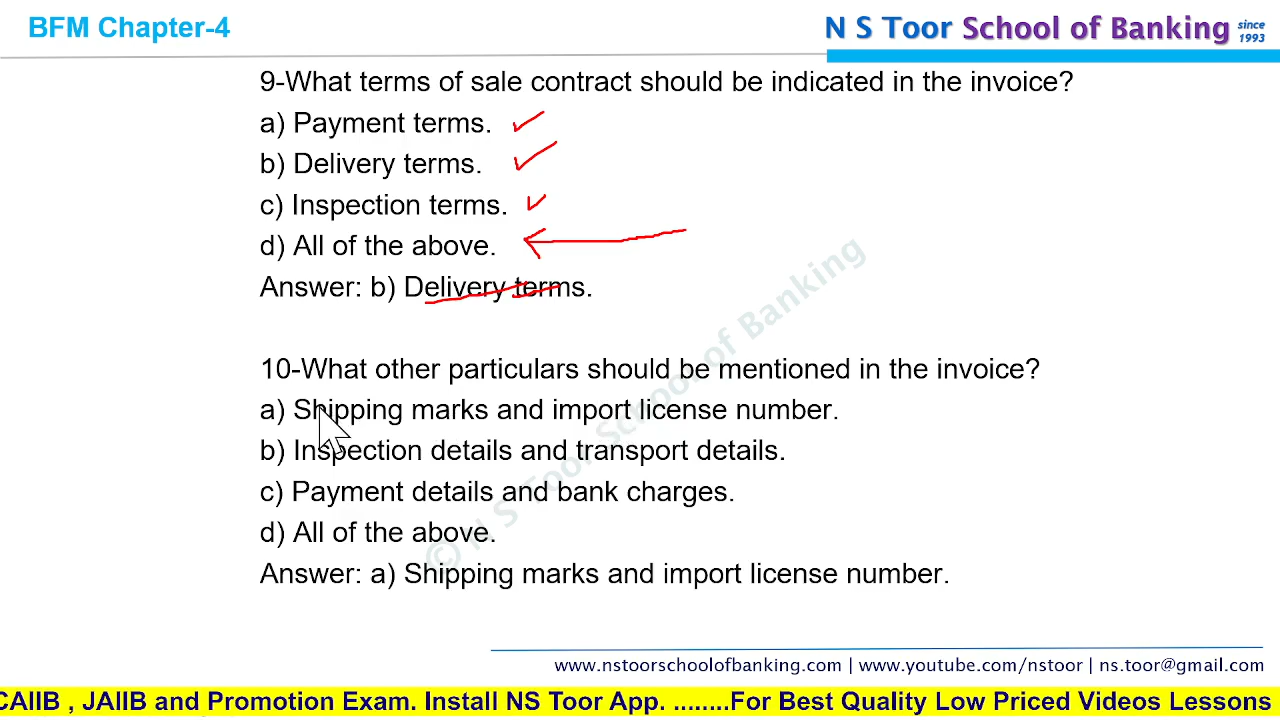 BFM Chapter-4
N S Toor School of Banking since 1993
9-What terms of sale contract should be indicated in the invoice?
a) Payment terms.
b) Delivery terms.
c) Inspection terms.
d) All of the above.
Answer: b) Delivery terms.
10-What other particulars should be mentioned in the invoice?
a) Shipping marks and import license number.
b) Inspection details and transport details.
c) Payment details and bank charges.
d) All of the above.
Answer: a) Shipping marks and import license number.
© N S Toor School of Banking
www.nstoorschoolofbanking.com | www.youtube.com/nstoor | ns.toor@gmail.com
CAIIB , JAIIB and Promotion Exam. Install NS Toor App. ........For Best Quality Low Priced Videos Lessons